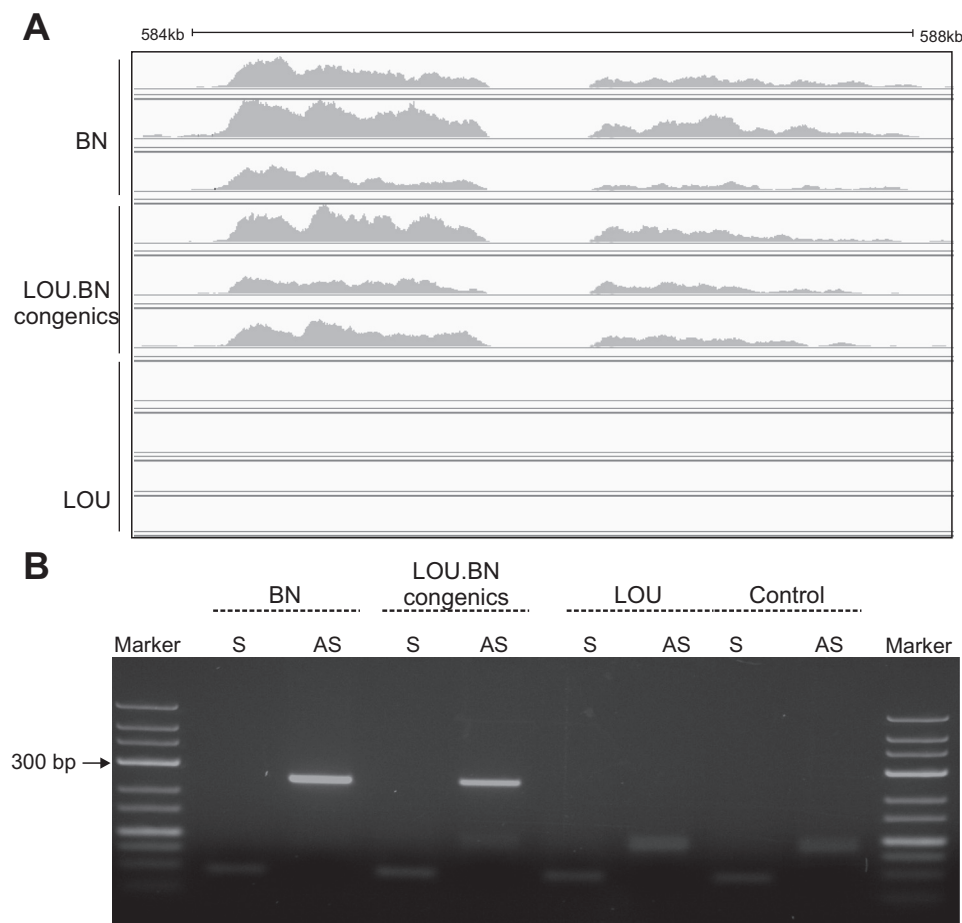 A
584kb
588kb
BN
LOU.BN
congenics
LOU
B
BN
LOU.BN
congenics
LOU
Control
Marker
S
AS
S
AS
S
AS
S
AS
Marker
300 bp